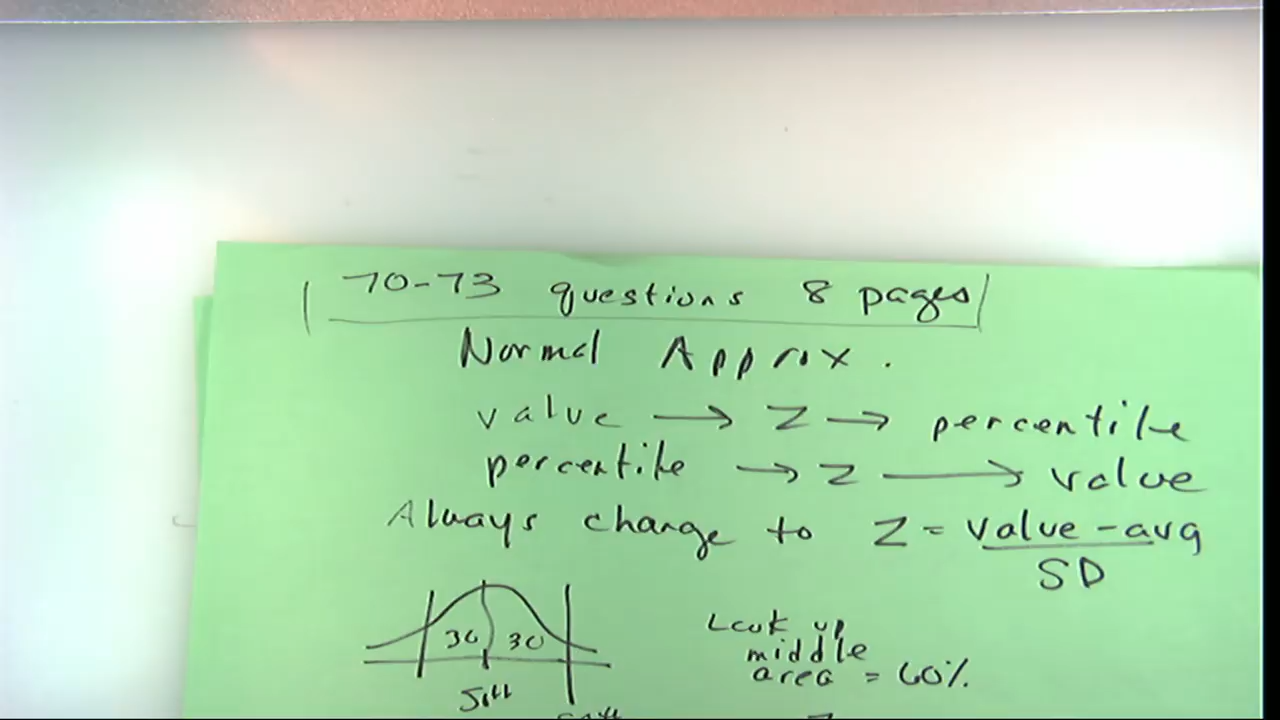 70-73 questions 8 pages
Normal Approx.
value → Z → percentile
percentile → Z → value
Always change to Z = value - avg
SD
30 30
Look up
middle
area = 60%
50th